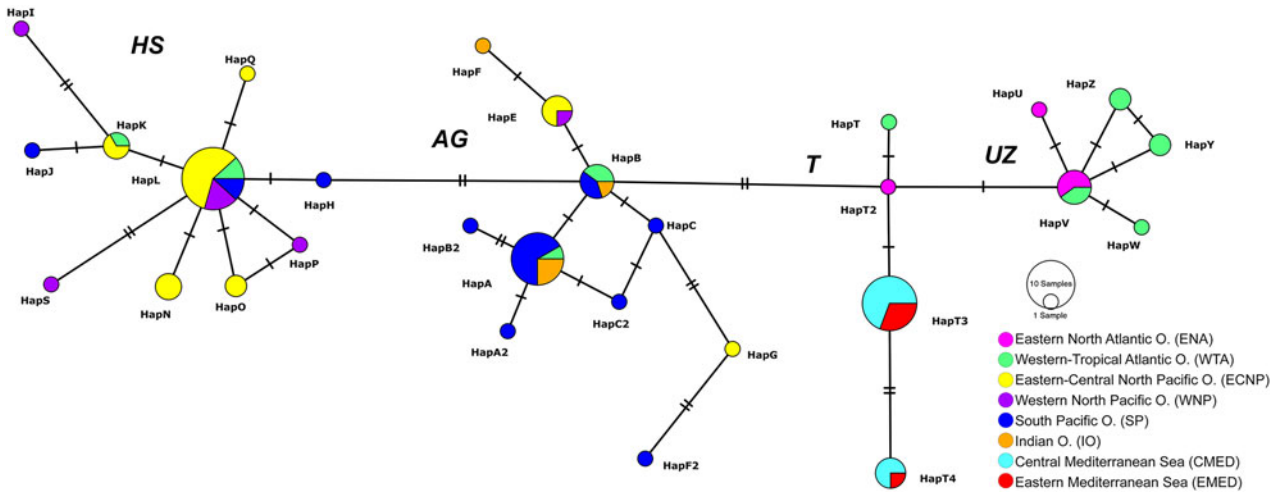 HapI
HS
HapQ
HapK
HapJ
HapL
HapH
HapP
HapS
HapN
HapO
HapF
HapE
AG
HapB
HapB2
HapC
HapA
HapA2
HapC2
HapG
HapF2
HapT
T
HapT2
HapT3
HapT4
UZ
HapU
HapZ
HapY
HapV
HapW
10 Samples
1 Sample
Eastern North Atlantic O. (ENA)
Western-Tropical Atlantic O. (WTA)
Eastern-Central North Pacific O. (ECNP)
Western North Pacific O. (WNP)
South Pacific O. (SP)
Indian O. (IO)
Central Mediterranean Sea (CMED)
Eastern Mediterranean Sea (EMED)